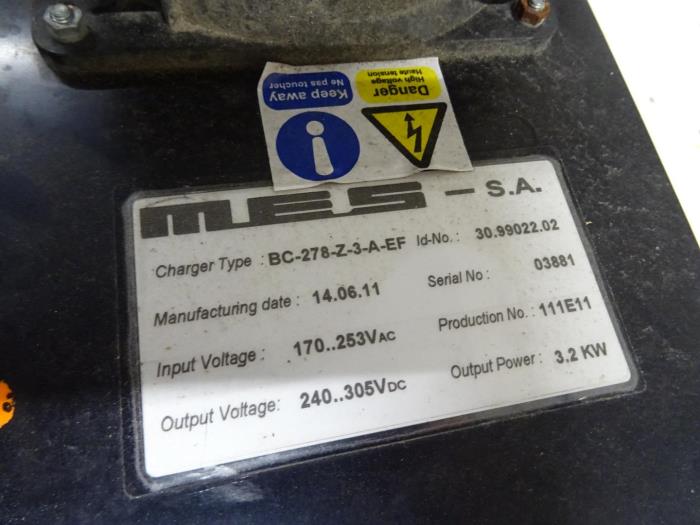 Danger
High voltage
Haute tension
Keep away
Ne pas toucher
MES - S.A.
Charger Type : BC-278-Z-3-A-EF Id-No. : 30.99022.02
Manufacturing date : 14.06.11 Serial No : 03881
Input Voltage : 170..253VAC Production No. : 111E11
Output Voltage: 240..305VDC Output Power : 3.2 KW